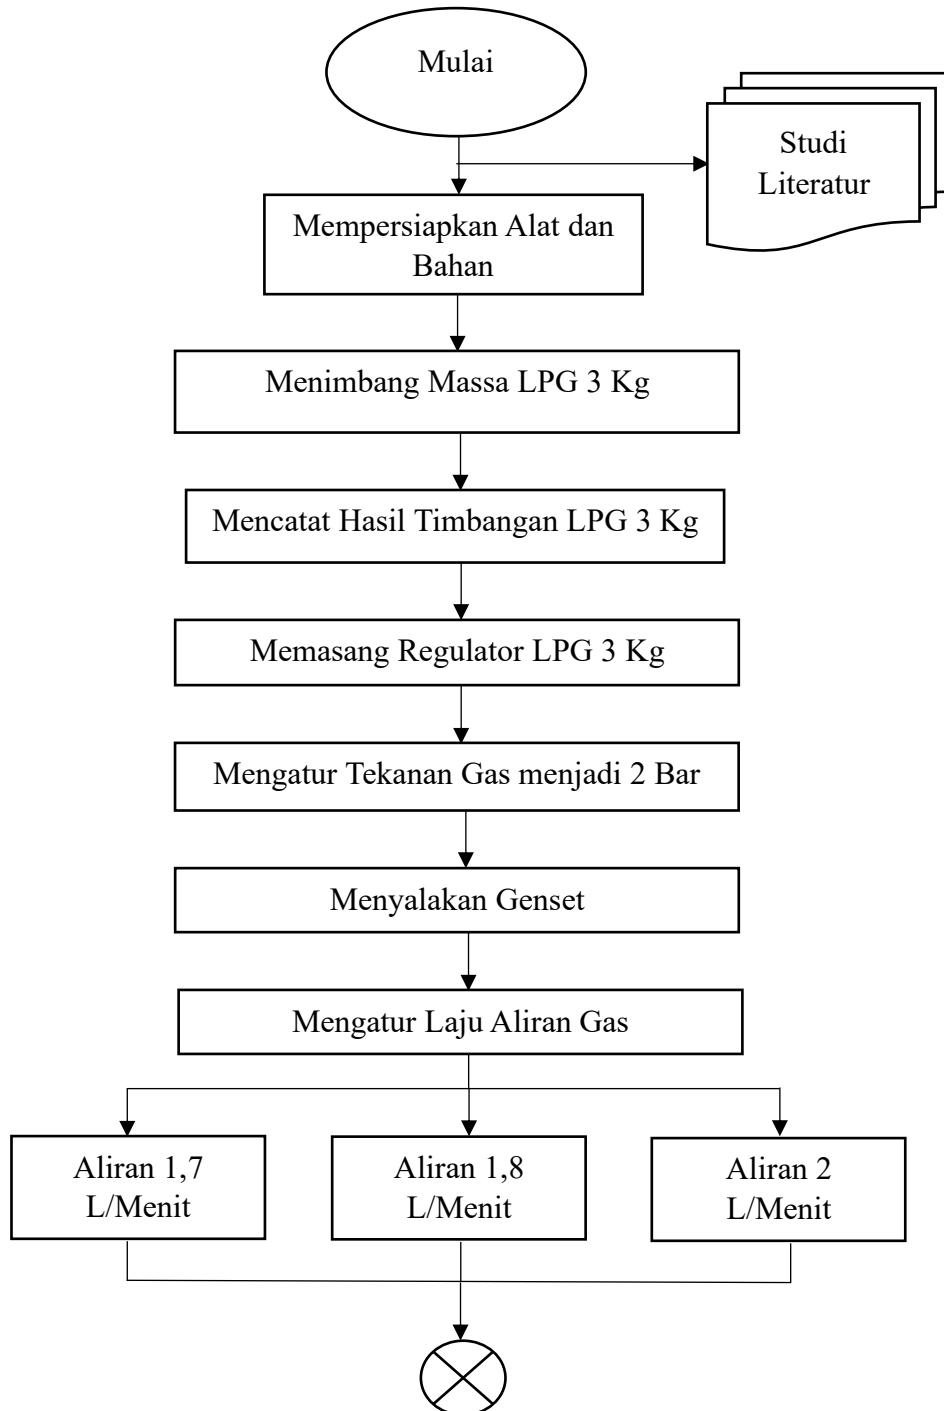 Mulai
Studi
Literatur
Mempersiapkan Alat dan
Bahan
Menimbang Massa LPG 3 Kg
Mencatat Hasil Timbangan LPG 3 Kg
Memasang Regulator LPG 3 Kg
Mengatur Tekanan Gas menjadi 2 Bar
Menyalakan Genset
Mengatur Laju Aliran Gas
Aliran 1,7
L/Menit
Aliran 1,8
L/Menit
Aliran 2
L/Menit